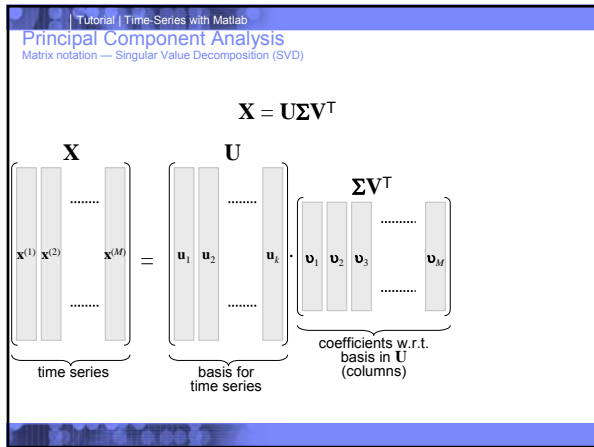 Tutorial | Time-Series with Matlab
Principal Component Analysis
Matrix notation — Singular Value Decomposition (SVD)
X = UΣVᵀ
X
U
ΣVᵀ
x⁽¹⁾ x⁽²⁾ ........ ........ x⁽ᴹ⁾
=
u₁ u₂ ........ ........ uₖ
·
υ₁ υ₂ υ₃ ......... ......... υ_M
time series
basis for
time series
coefficients w.r.t.
basis in U
(columns)